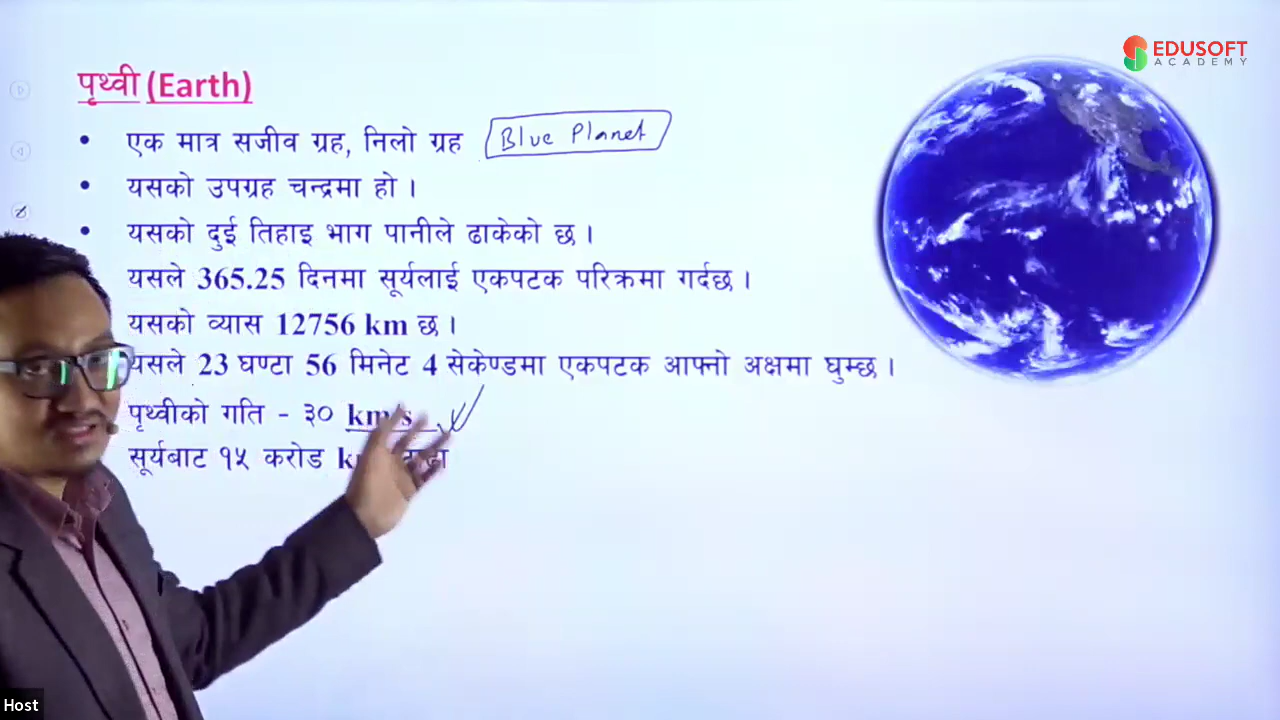 EDUSOFT
ACADEMY
पृथ्वी (Earth)
• एक मात्र सजीव ग्रह, निलो ग्रह Blue Planet
• यसको उपग्रह चन्द्रमा हो ।
• यसको दुई तिहाइ भाग पानीले ढाकेको छ ।
यसले 365.25 दिनमा सूर्यलाई एकपटक परिक्रमा गर्दछ ।
यसको व्यास 12756 km छ ।
यसले 23 घण्टा 56 मिनेट 4 सेकेण्डमा एकपटक आफ्नो अक्षमा घुम्छ ।
पृथ्वीको गति - ३० km/s
सूर्यबाट १५ करोड
Host